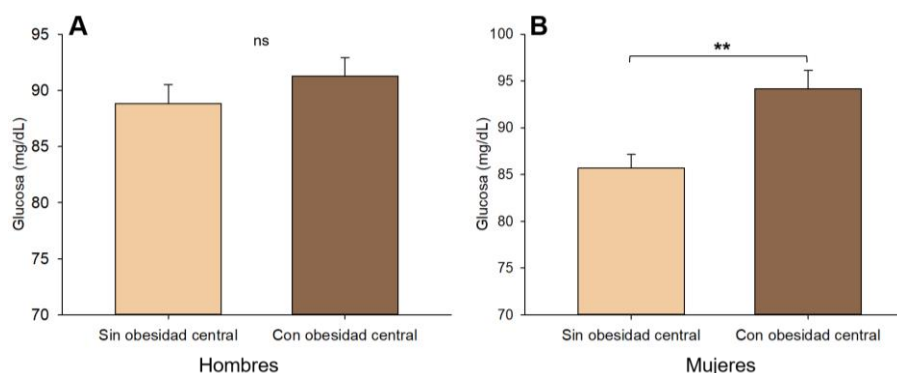 A
ns
95
90
85
80
75
70
Glucosa (mg/dL)
Sin obesidad central
Con obesidad central
Hombres
B
**
100
95
90
85
80
75
70
Glucosa (mg/dL)
Sin obesidad central
Con obesidad central
Mujeres